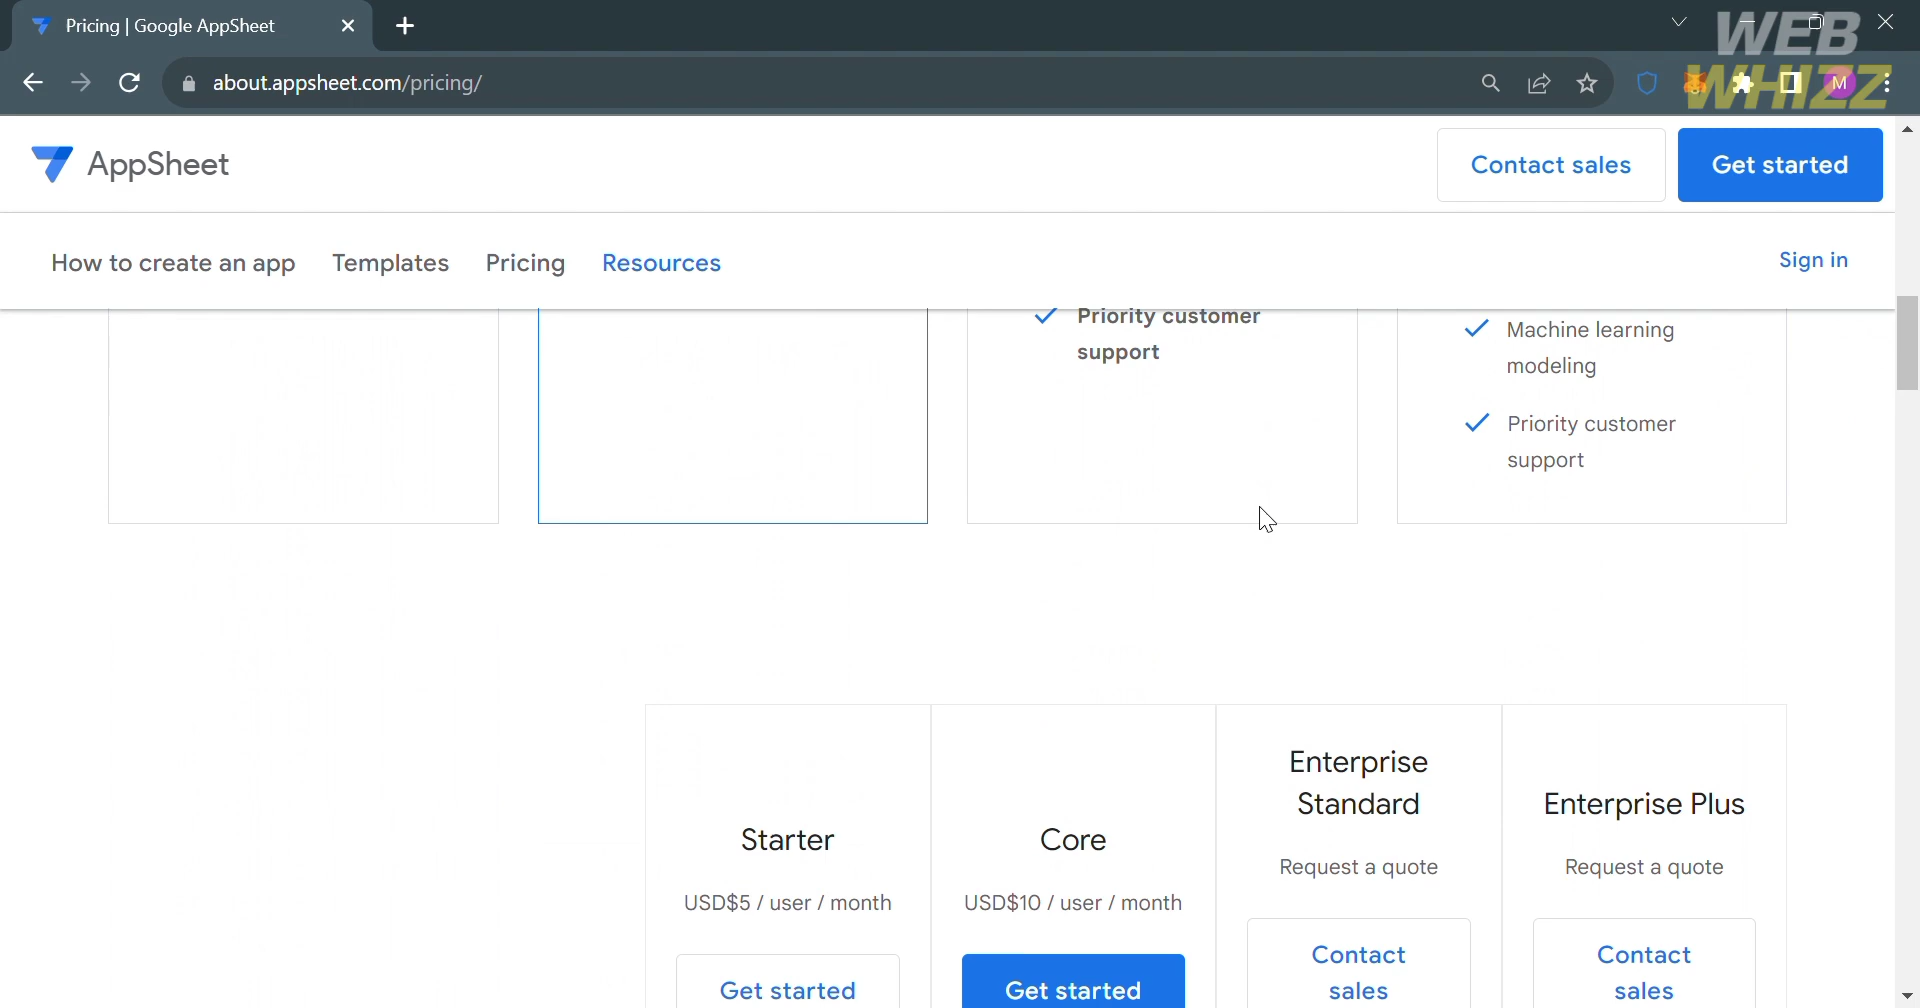 Pricing | Google AppSheet
WEB
WHIZZ
about.appsheet.com/pricing/
M
AppSheet
Contact sales
Get started
How to create an app
Templates
Pricing
Resources
Sign in
Priority customer
support
Machine learning
modeling
Priority customer
support
Starter
USD$5 / user / month
Get started
Core
USD$10 / user / month
Get started
Enterprise
Standard
Request a quote
Contact
sales
Enterprise Plus
Request a quote
Contact
sales